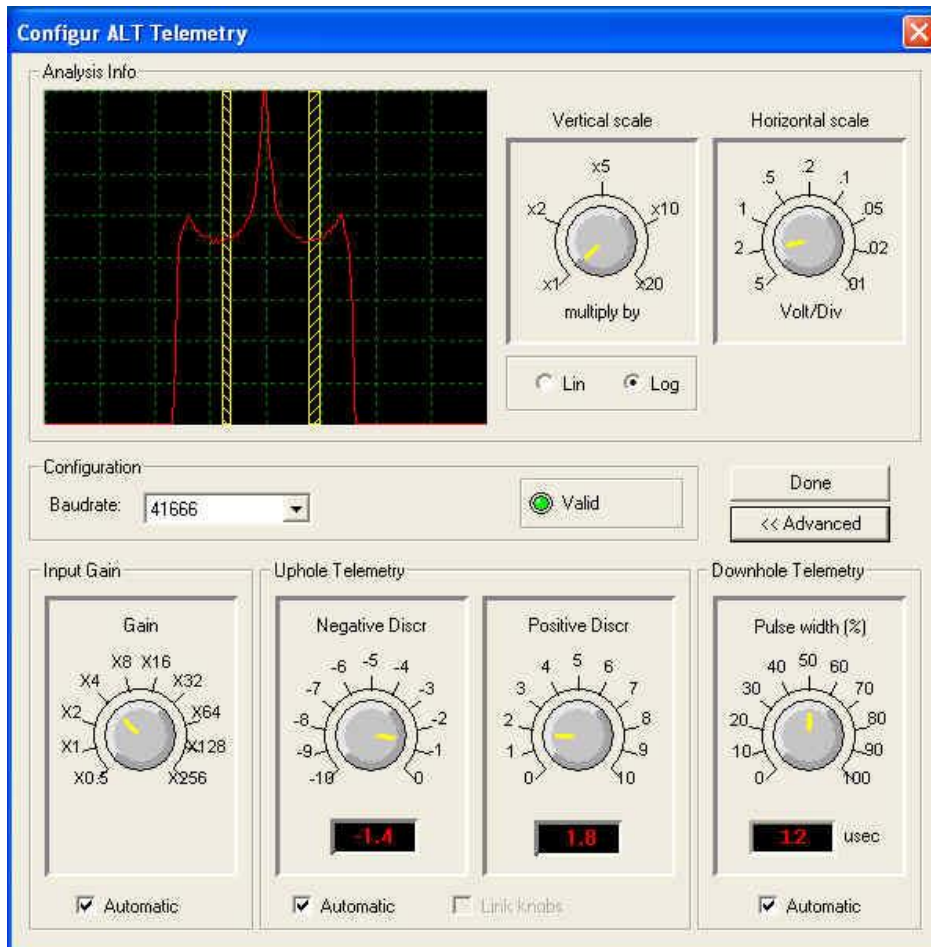 Configur ALT Telemetry
Analysis Info
Vertical scale
x1
x2
x5
x10
x20
multiply by
Horizontal scale
5
2
1
.5
.2
.1
.05
.02
.01
Volt/Div
Lin
Log
Configuration
Baudrate:
41666
Valid
Done
<< Advanced
Input Gain
Gain
X0.5
X1
X2
X4
X8
X16
X32
X64
X128
X256
Automatic
Uphole Telemetry
Negative Discr
-10
-9
-8
-7
-6
-5
-4
-3
-2
-1
0
-1.4
Automatic
Positive Discr
0
1
2
3
4
5
6
7
8
9
10
1.8
Link knobs
Downhole Telemetry
Pulse width (%)
0
10
20
30
40
50
60
70
80
90
100
12
usec
Automatic